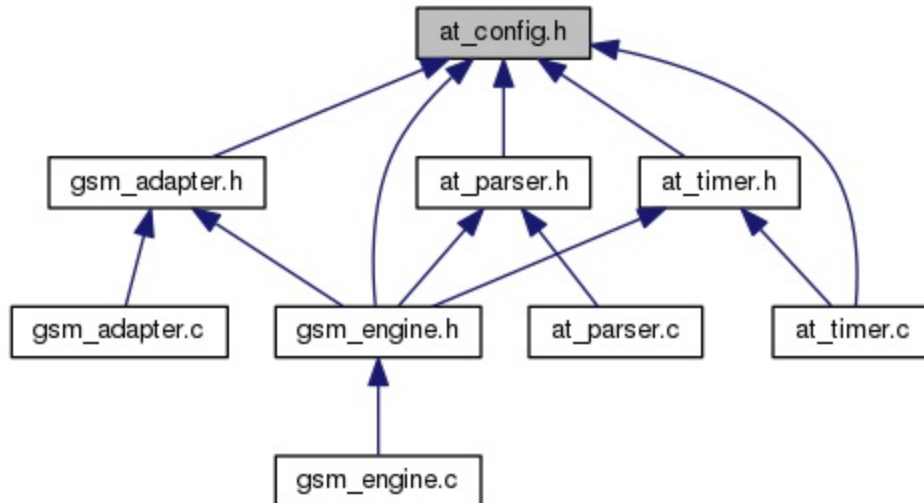 at_config.h
gsm_adapter.h
at_parser.h
at_timer.h
gsm_adapter.c
gsm_engine.h
at_parser.c
at_timer.c
gsm_engine.c